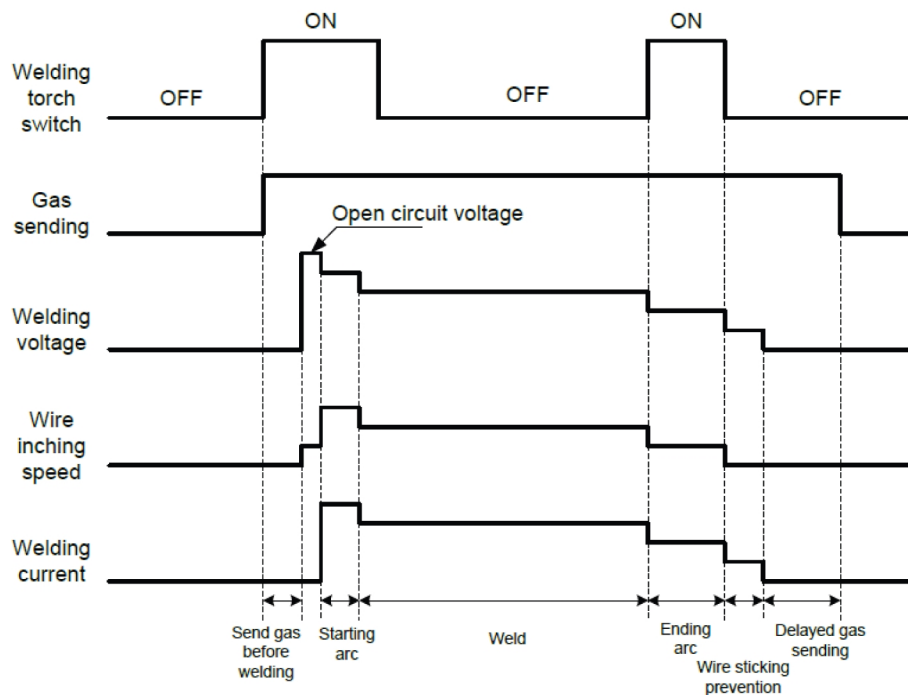 ON
ON
Welding
torch
switch
OFF
OFF
OFF
Gas
sending
Open circuit voltage
Welding
voltage
Wire
inching
speed
Welding
current
Send gas
before
welding
Starting
arc
Weld
Ending
arc
Wire sticking
prevention
Delayed gas
sending